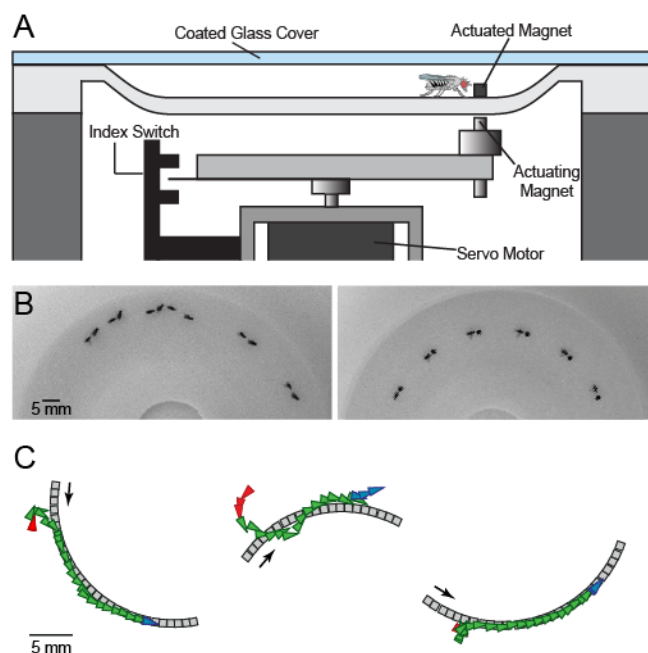 A
Coated Glass Cover
Actuated Magnet
Index Switch
Actuating
Magnet
Servo Motor
B
5 mm
C
5 mm